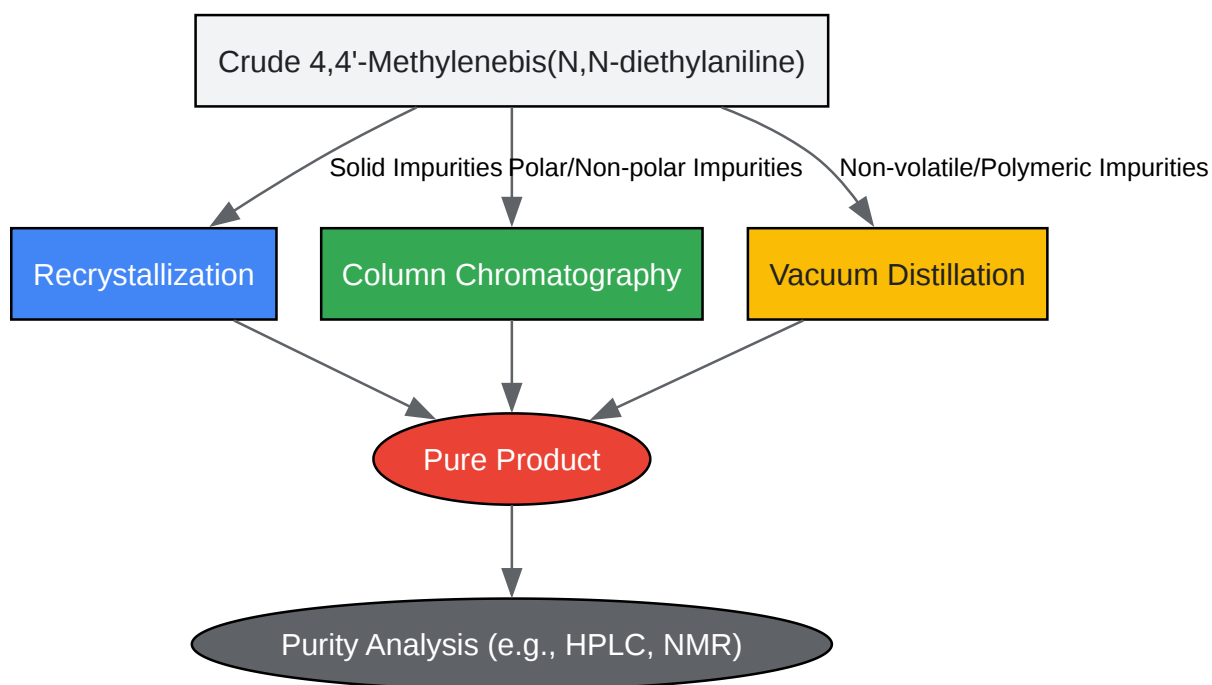 Crude 4,4'-Methylenebis(N,N-diethylaniline)
Solid Impurities
Polar/Non-polar Impurities
Non-volatile/Polymeric Impurities
Recrystallization
Column Chromatography
Vacuum Distillation
Pure Product
Purity Analysis (e.g., HPLC, NMR)